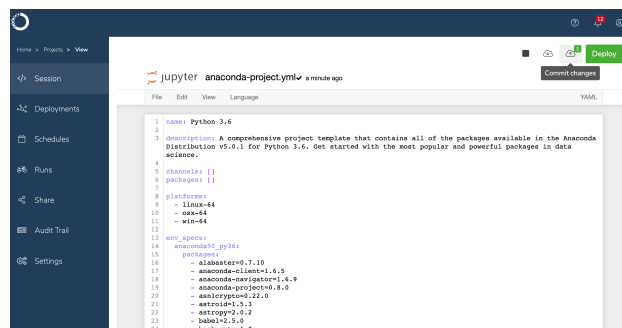 12
Home > Projects > View
1
Deploy
Session
Commit changes
jupyter anaconda-project.yml✔ a minute ago
File Edit View Language YAML
Deployments
Schedules
Runs
Share
Audit Trail
Settings
1 name: Python 3.6
2
3 description: A comprehensive project template that contains all of the packages available in the Anaconda
Distribution v5.0.1 for Python 3.6. Get started with the most popular and powerful packages in data
science.
4
5 channels: []
6 packages: []
7
8 platforms:
9 - linux-64
10 - osx-64
11 - win-64
12
13 env_specs:
14 anaconda50_py36:
15 packages:
16 - alabaster=0.7.10
17 - anaconda-client=1.6.5
18 - anaconda-navigator=1.6.9
19 - anaconda-project=0.8.0
20 - asn1crypto=0.22.0
21 - astroid=1.5.3
22 - astropy=2.0.2
23 - babel=2.5.0